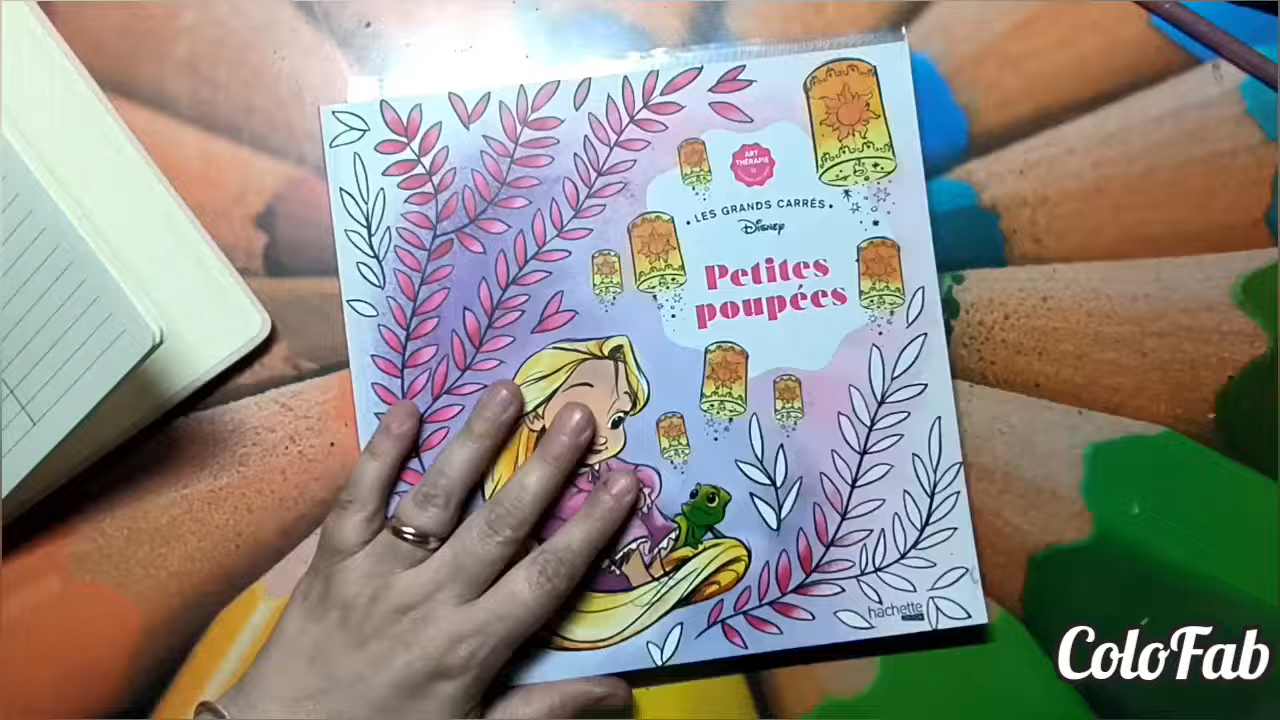 ART
THÉRAPIE
• LES GRANDS CARRÉS •
Disney
Petites
poupées
hachette
ColoFab